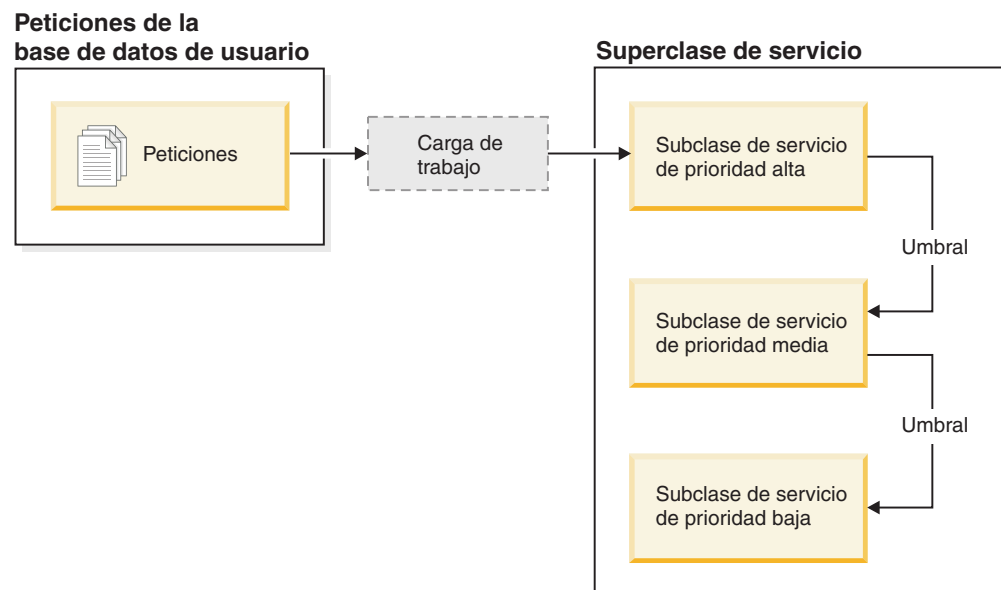 Peticiones de la
base de datos de usuario
Peticiones
Carga de
trabajo
Superclase de servicio
Subclase de servicio
de prioridad alta
Umbral
Subclase de servicio
de prioridad media
Umbral
Subclase de servicio
de prioridad baja